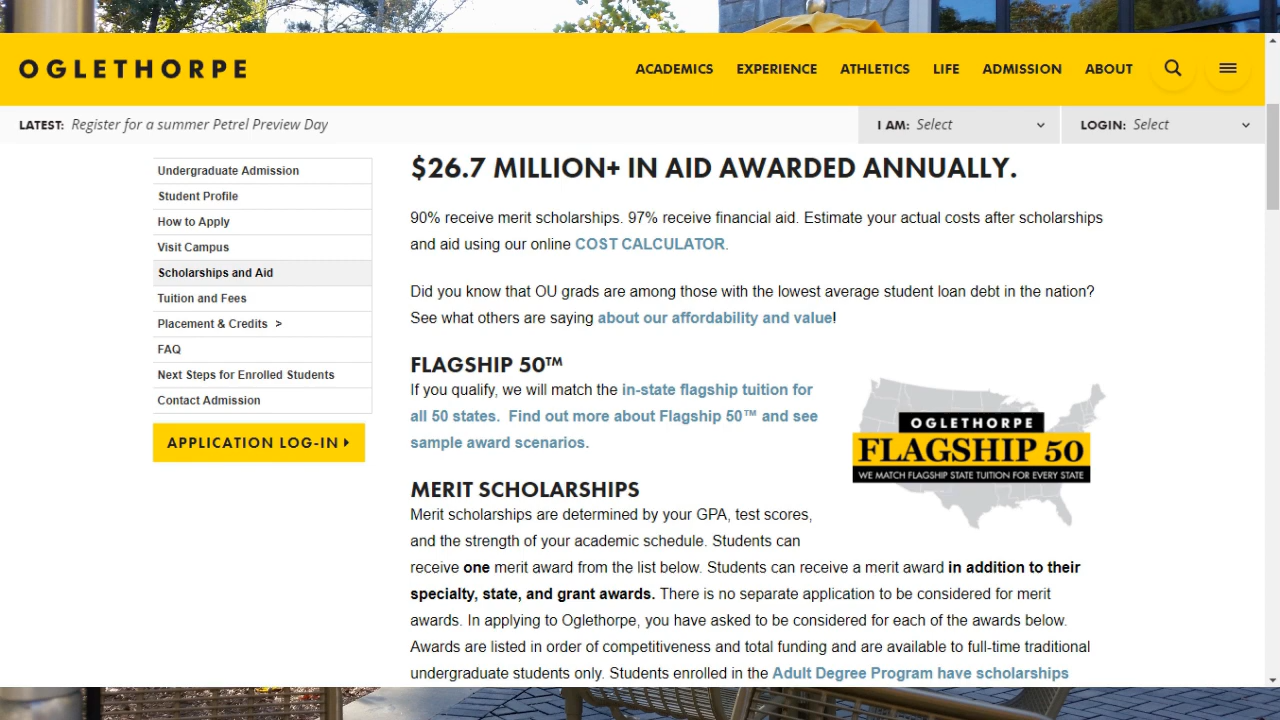 OGLETHORPE
ACADEMICS EXPERIENCE ATHLETICS LIFE ADMISSION ABOUT
LATEST: Register for a summer Petrel Preview Day
I AM: Select
LOGIN: Select
Undergraduate Admission
Student Profile
How to Apply
Visit Campus
Scholarships and Aid
Tuition and Fees
Placement & Credits >
FAQ
Next Steps for Enrolled Students
Contact Admission
APPLICATION LOG-IN
$26.7 MILLION+ IN AID AWARDED ANNUALLY.
90% receive merit scholarships. 97% receive financial aid. Estimate your actual costs after scholarships
and aid using our online COST CALCULATOR.
Did you know that OU grads are among those with the lowest average student loan debt in the nation?
See what others are saying about our affordability and value!
FLAGSHIP 50™
If you qualify, we will match the in-state flagship tuition for
all 50 states. Find out more about Flagship 50™ and see
sample award scenarios.
OGLETHORPE
FLAGSHIP 50
WE MATCH FLAGSHIP STATE TUITION FOR EVERY STATE
MERIT SCHOLARSHIPS
Merit scholarships are determined by your GPA, test scores,
and the strength of your academic schedule. Students can
receive one merit award from the list below. Students can receive a merit award in addition to their
specialty, state, and grant awards. There is no separate application to be considered for merit
awards. In applying to Oglethorpe, you have asked to be considered for each of the awards below.
Awards are listed in order of competitiveness and total funding and are available to full-time traditional
undergraduate students only. Students enrolled in the Adult Degree Program have scholarships